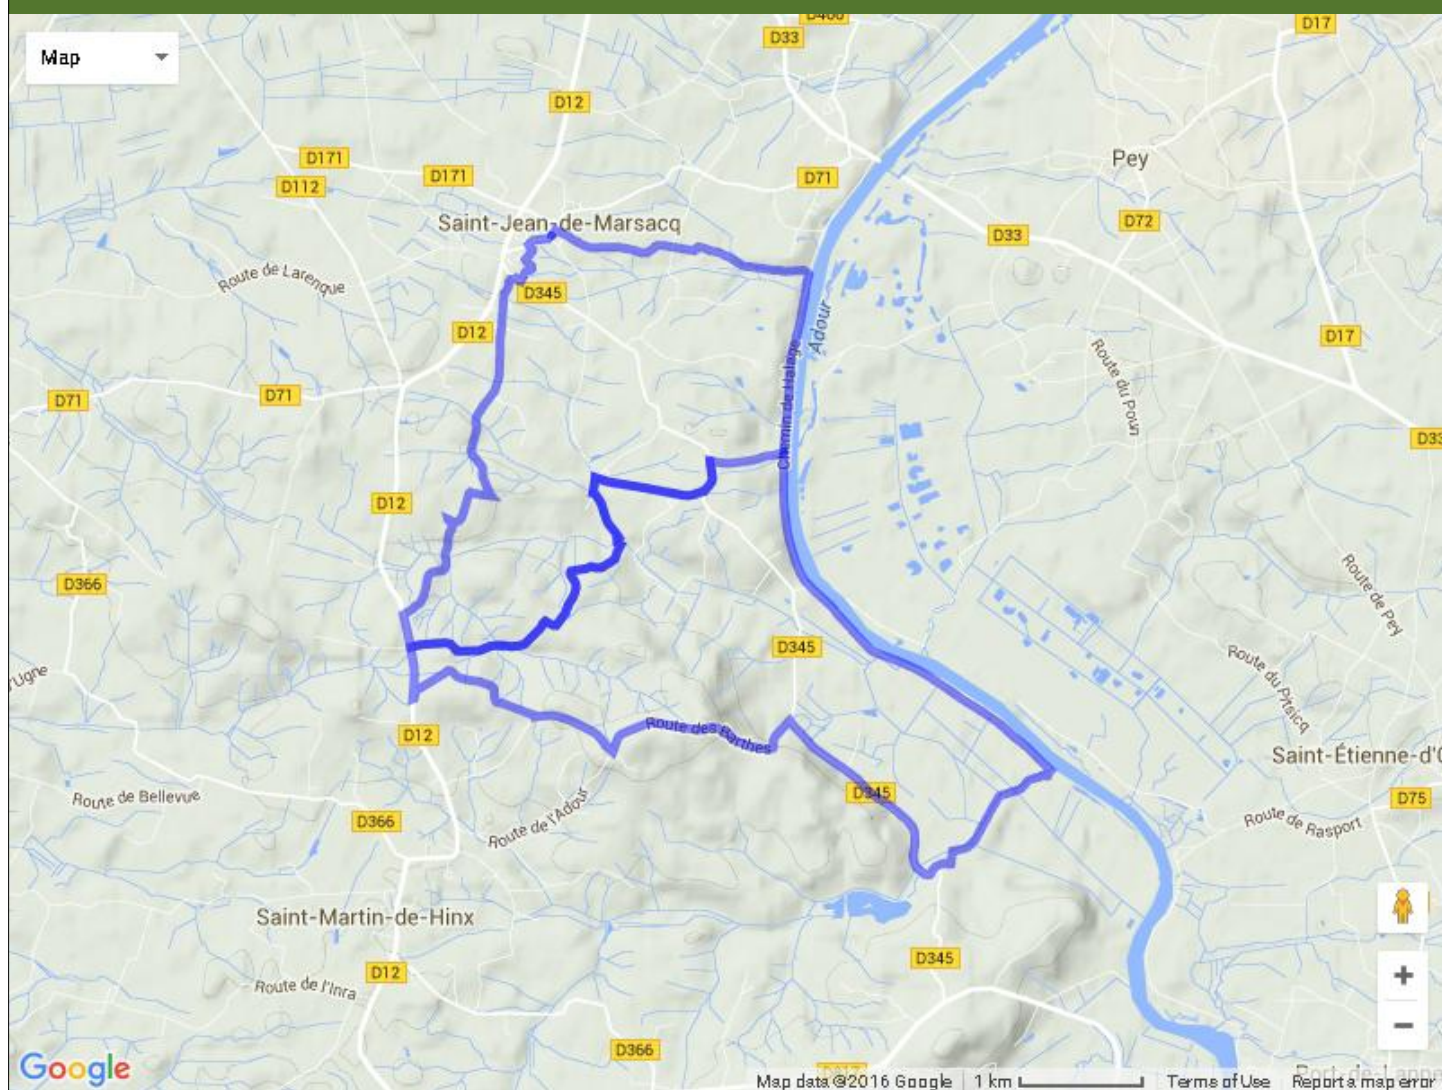 D17
D33
Map
D12
D171
D171
D112
D71
Pey
D72
Saint-Jean-de-Marsacq
D33
Route de Larenque
D345
D12
Adour
D17
Chemin de Halage
Route du Poun
D71
D71
D33
D12
D366
Route de Pey
D345
Route du Pitsicq
D12
Route des Barthes
Saint-Étienne-d'O
Route de Bellevue
D345
D75
D366
Route de l'Adour
Route de Rasport
Saint-Martin-de-Hinx
D345
D12
Route de l'Inra
+
D366
−
Google
Map data ©2016 Google
1 km
Terms of Use
Report a map error